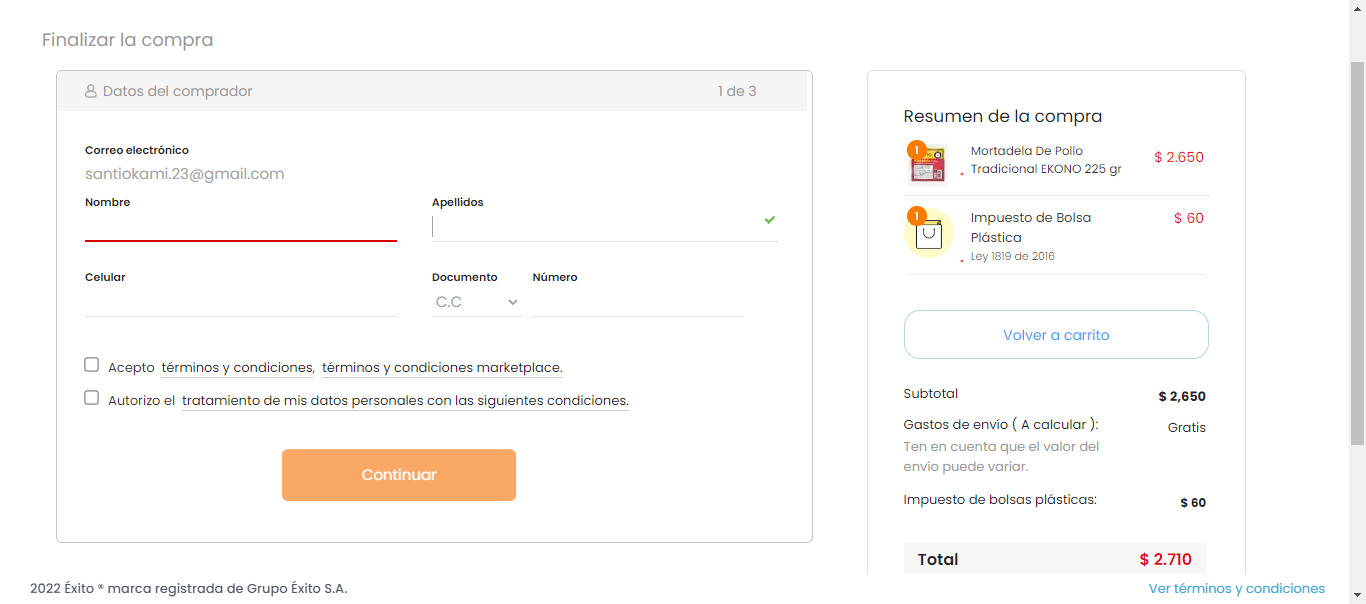 Finalizar la compra
Datos del comprador 1 de 3
Correo electrónico
santiokami.23@gmail.com
Nombre Apellidos
Celular Documento Número
C.C
Acepto términos y condiciones, términos y condiciones marketplace.
Autorizo el tratamiento de mis datos personales con las siguientes condiciones.
Continuar
Resumen de la compra
1
Mortadela De Pollo
Tradicional EKONO 225 gr
$ 2.650
1
Impuesto de Bolsa
Plástica
$ 60
Ley 1819 de 2016
Volver a carrito
Subtotal $ 2,650
Gastos de envío ( A calcular ): Gratis
Ten en cuenta que el valor del
envío puede variar.
Impuesto de bolsas plásticas: $ 60
Total $ 2.710
2022 Éxito ® marca registrada de Grupo Éxito S.A. Ver términos y condiciones